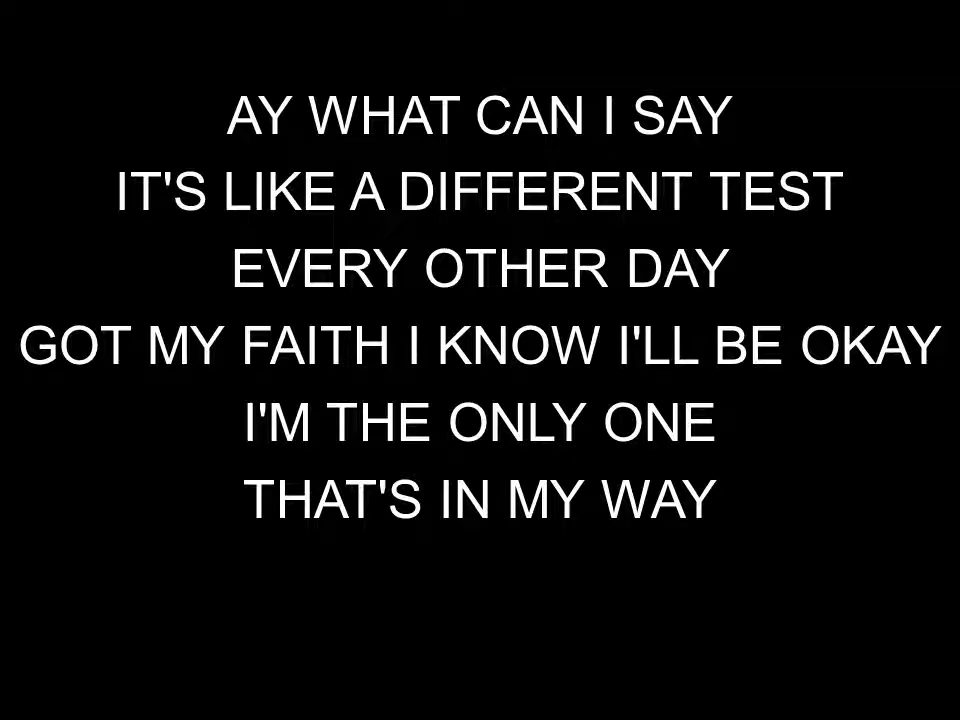 AY WHAT CAN I SAY
IT'S LIKE A DIFFERENT TEST
EVERY OTHER DAY
GOT MY FAITH I KNOW I'LL BE OKAY
I'M THE ONLY ONE
THAT'S IN MY WAY